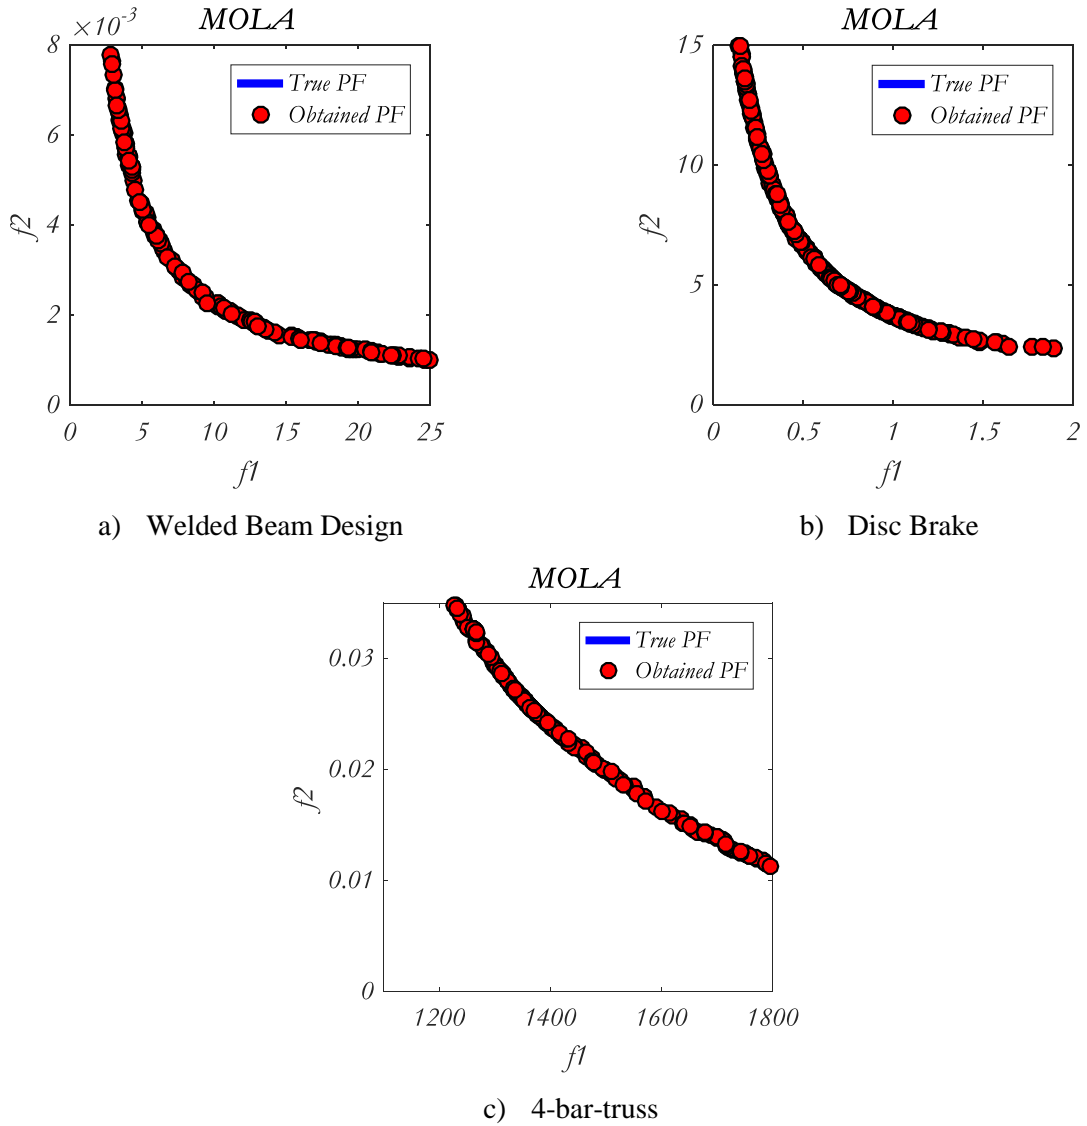 MOLA
×10-3
8
6
4
2
0
f2
True PF
Obtained PF
0 5 10 15 20 25
f1
a) Welded Beam Design
MOLA
15
10
5
0
f2
True PF
Obtained PF
0 0.5 1 1.5 2
f1
b) Disc Brake
MOLA
0.03
0.02
0.01
0
f2
True PF
Obtained PF
1200 1400 1600 1800
f1
c) 4-bar-truss